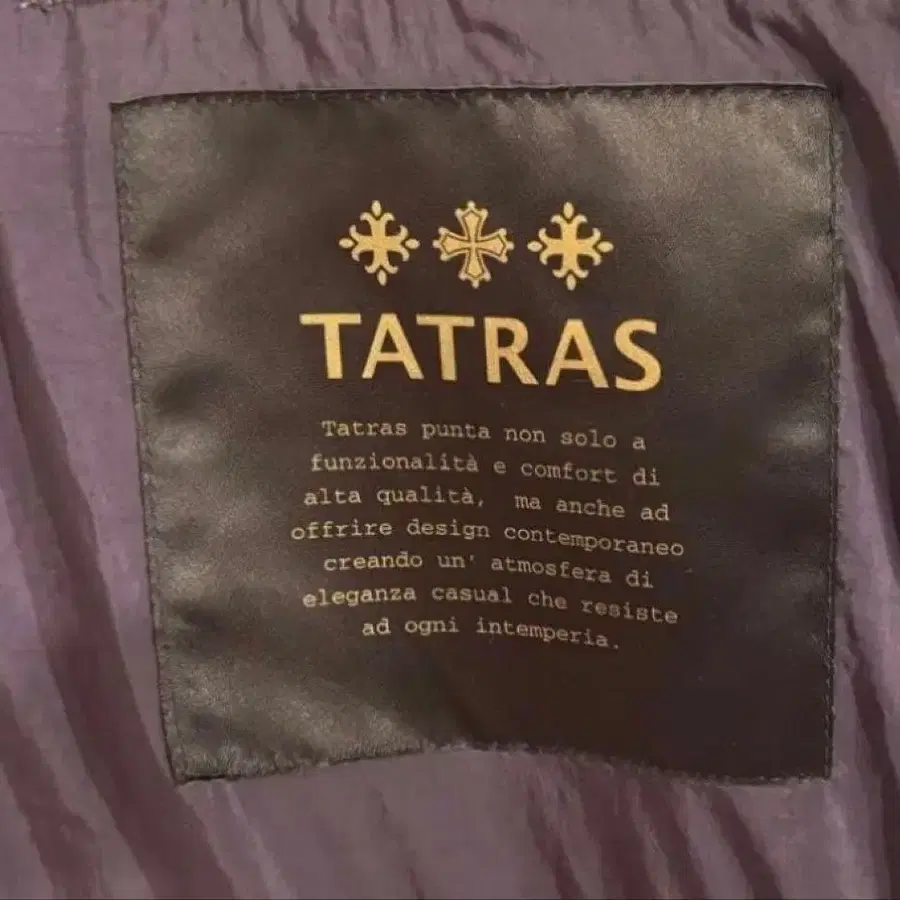 TATRAS
Tatras punta non solo a
funzionalità e comfort di
alta qualità, ma anche ad
offrire design contemporaneo
creando un' atmosfera di
eleganza casual che resiste
ad ogni intemperia.